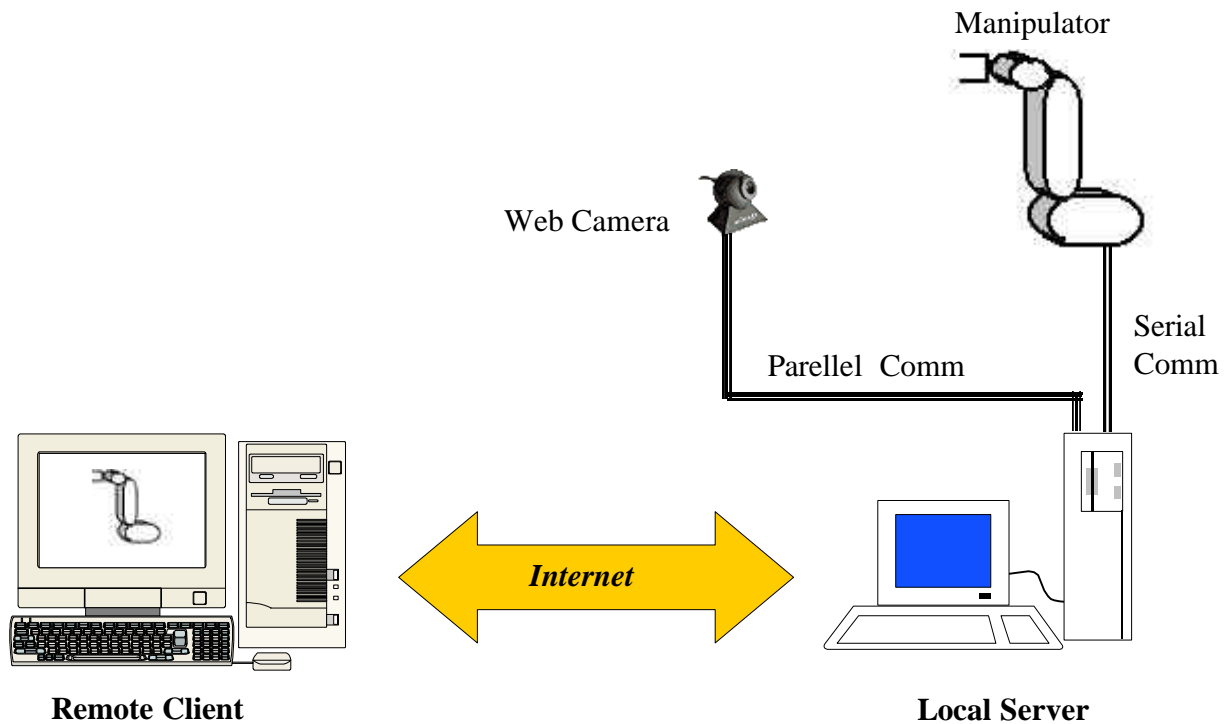 Manipulator
Web Camera
Serial
Comm
Parellel Comm
Internet
Remote Client
Local Server